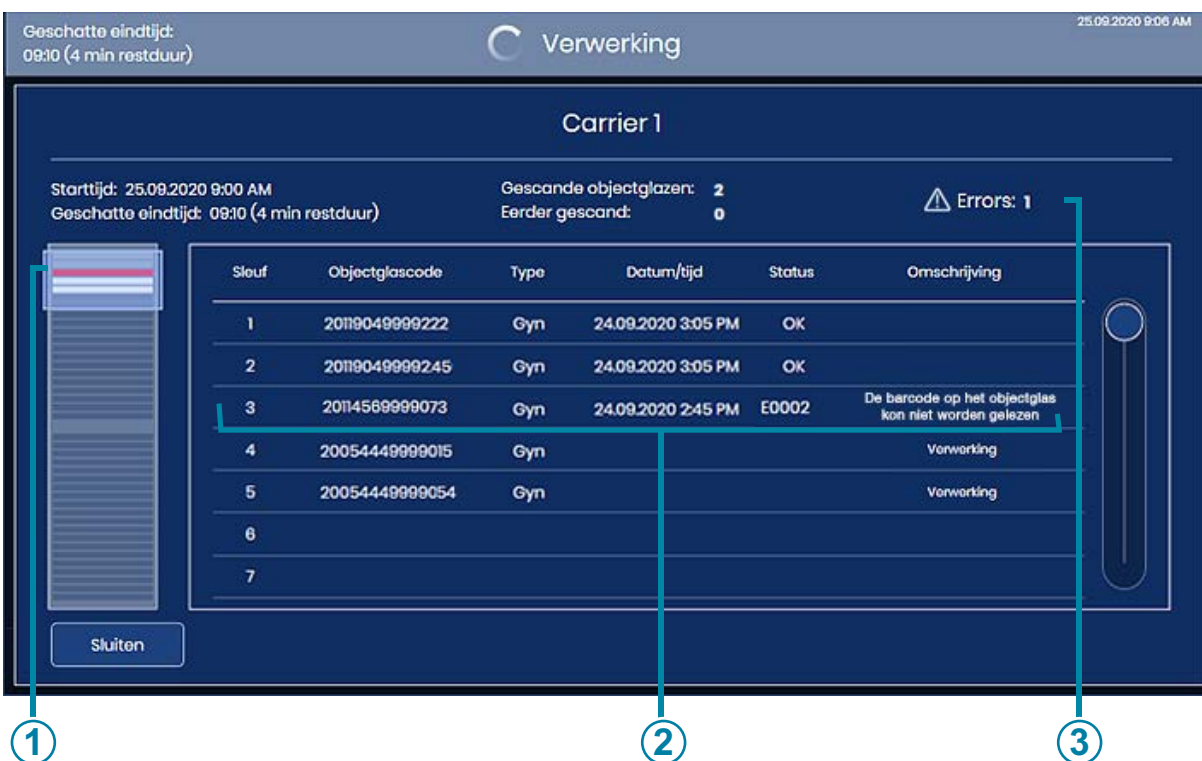 Geschatte eindtijd:
09:10 (4 min restduur)
Verwerking
25.09.2020 9:06 AM
Carrier 1
Starttijd: 25.09.2020 9:00 AM
Geschatte eindtijd: 09:10 (4 min restduur)
Gescande objectglazen: 2
Eerder gescand: 0
Errors: 1
Sleuf Objectglascode Type Datum/tijd Status Omschrijving
1 20119049999222 Gyn 24.09.2020 3:05 PM OK
2 20119049999245 Gyn 24.09.2020 3:05 PM OK
3 20114569999073 Gyn 24.09.2020 2:45 PM E0002 De barcode op het objectglas
kon niet worden gelezen
4 20054449999015 Gyn Verwerking
5 20054449999054 Gyn Verwerking
6
7
Sluiten
1 2 3